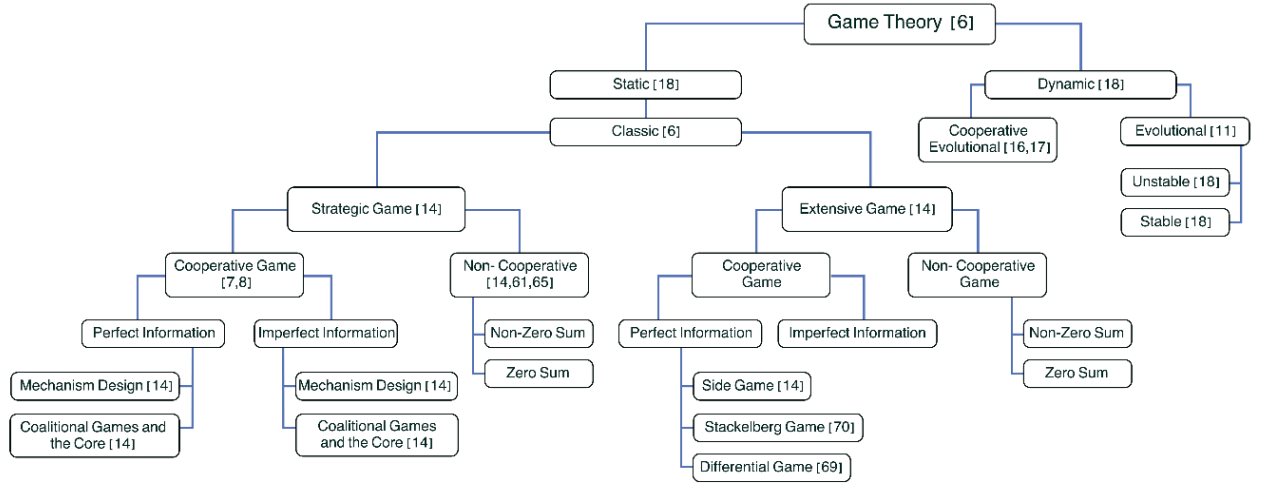 Game Theory [6]
Static [18]
Dynamic [18]
Classic [6]
Cooperative
Evolutional [16,17]
Evolutional [11]
Unstable [18]
Stable [18]
Strategic Game [14]
Extensive Game [14]
Cooperative Game
[7,8]
Non- Cooperative
[14,61,65]
Cooperative
Game
Non- Cooperative
Game
Perfect Information
Imperfect Information
Non-Zero Sum
Zero Sum
Perfect Information
Imperfect Information
Non-Zero Sum
Zero Sum
Mechanism Design [14]
Coalitional Games and
the Core [14]
Mechanism Design [14]
Coalitional Games
and the Core [14]
Side Game [14]
Stackelberg Game [70]
Differential Game [69]